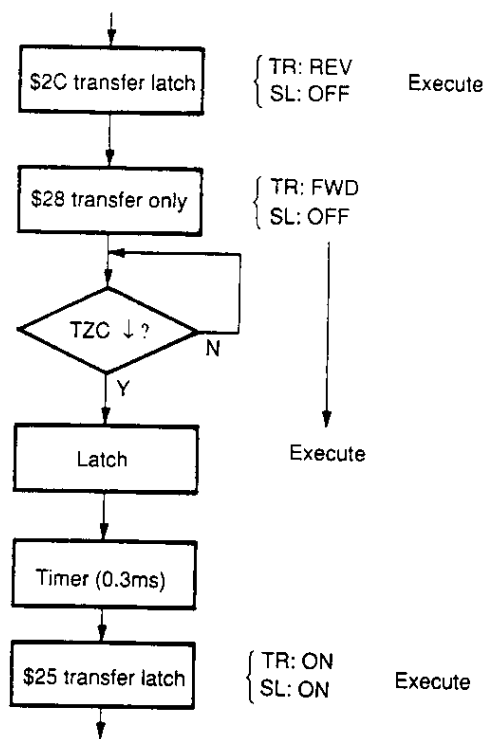 $2C transfer latch
TR: REV
SL: OFF
Execute
$28 transfer only
TR: FWD
SL: OFF
TZC ↓ ?
N
Y
Latch
Execute
Timer (0.3ms)
$25 transfer latch
TR: ON
SL: ON
Execute